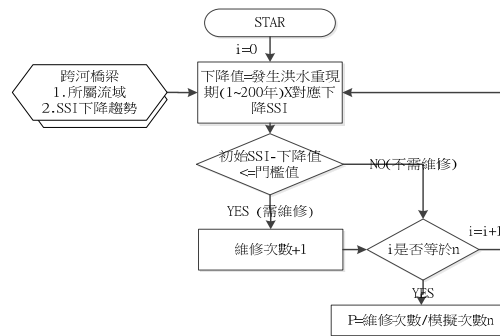 STAR
i=0
跨河橋梁
1.所屬流域
2.SSI下降趨勢
下降值=發生洪水重現
期(1~200年)X對應下
降SSI
初始SSI-下降值
<=門檻值
NO(不需維修)
YES (需維修)
i=i+1
維修次數+1
i是否等於n
YES
P=維修次數/模擬次數n